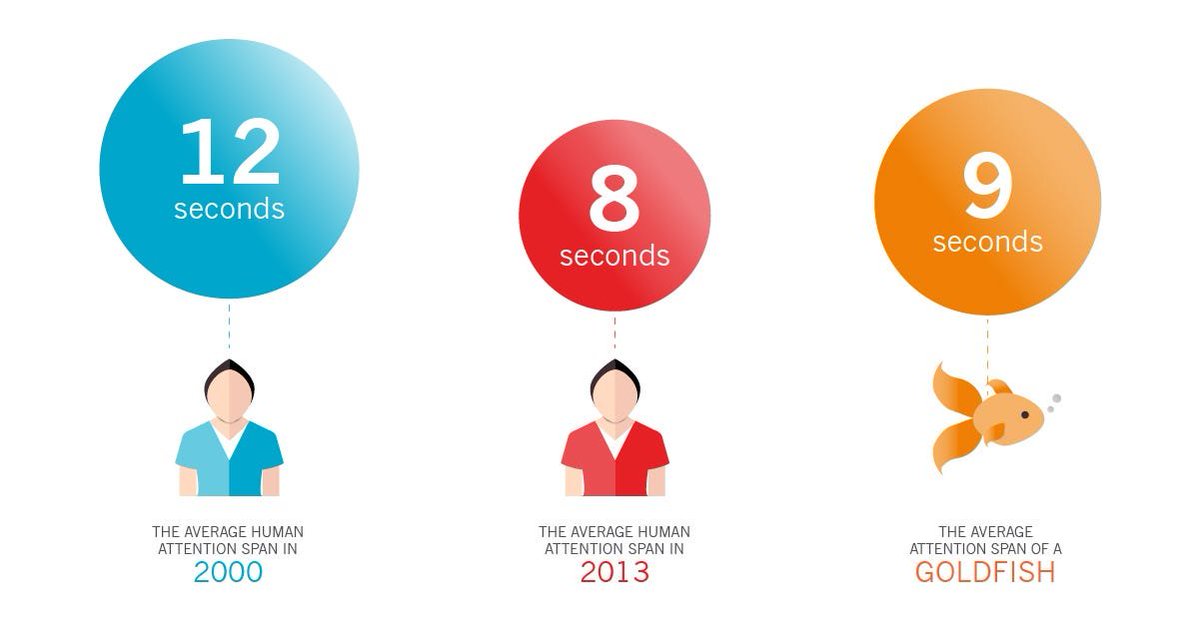 12
seconds
8
seconds
9
seconds
THE AVERAGE HUMAN
ATTENTION SPAN IN
2000
THE AVERAGE HUMAN
ATTENTION SPAN IN
2013
THE AVERAGE
ATTENTION SPAN OF A
GOLDFISH